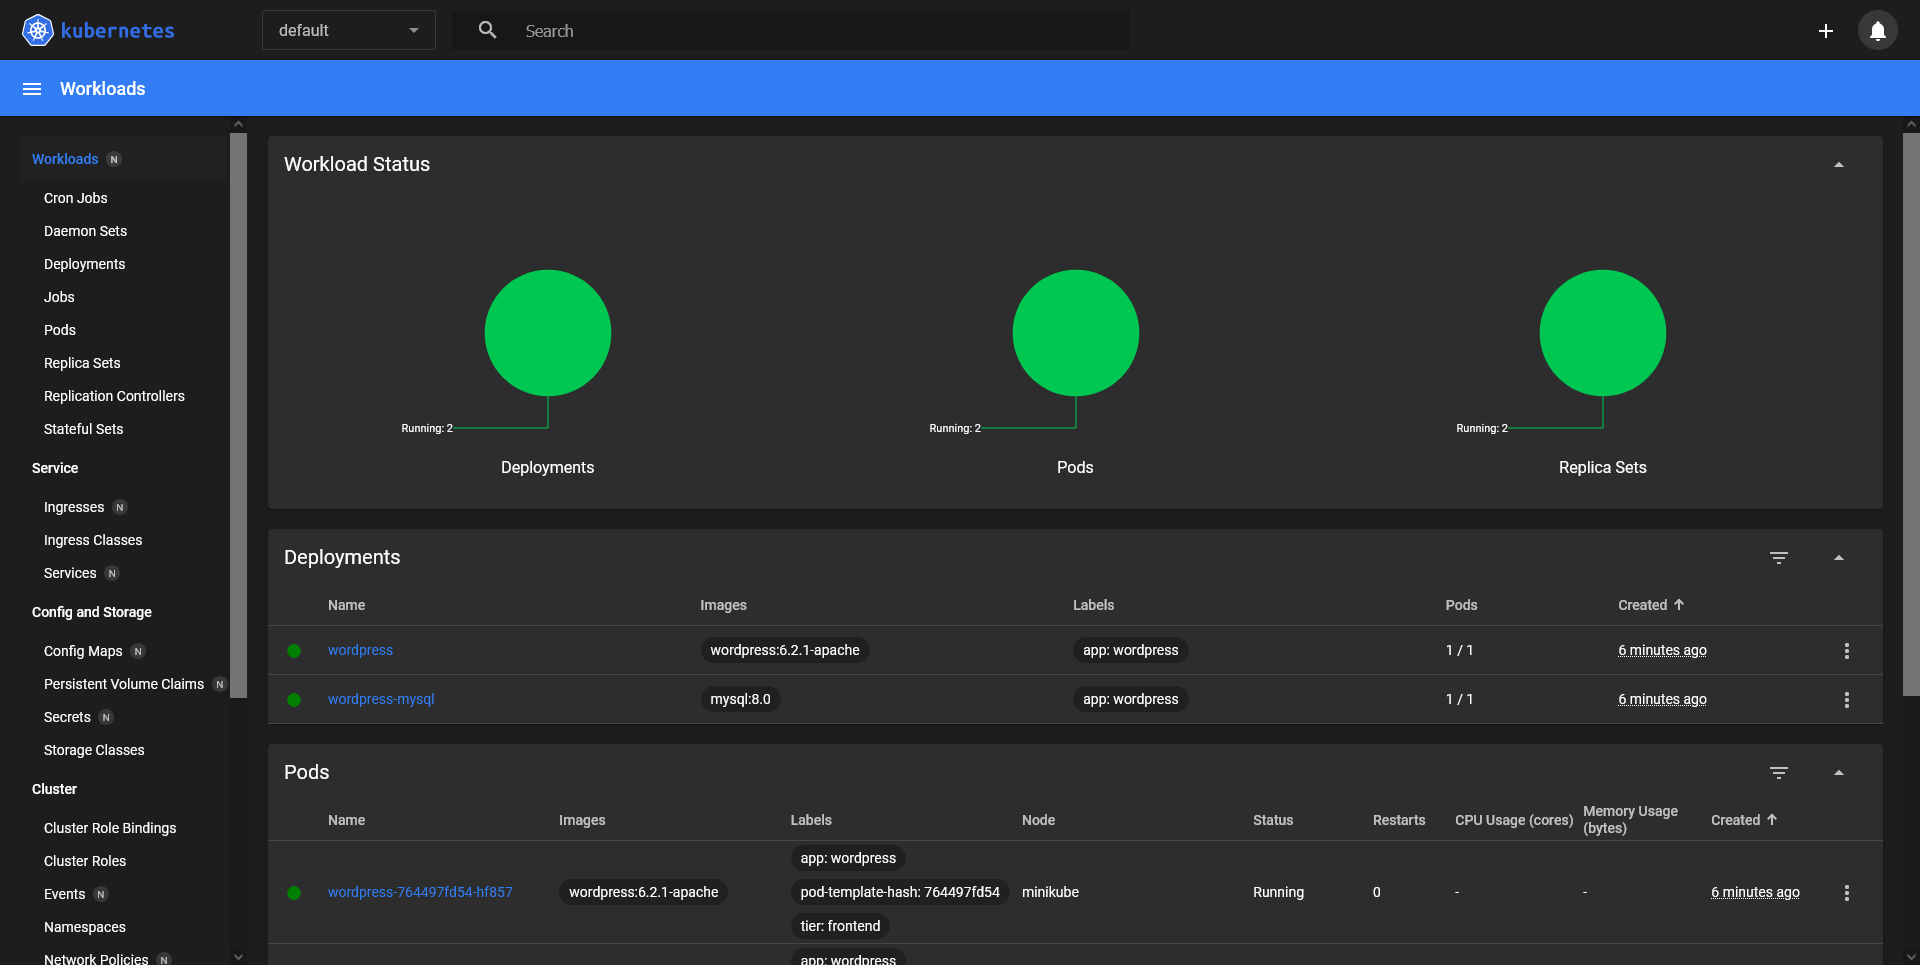 kubernetes
default
Search
Workloads
Workloads N
Cron Jobs
Daemon Sets
Deployments
Jobs
Pods
Replica Sets
Replication Controllers
Stateful Sets
Service
Ingresses N
Ingress Classes
Services N
Config and Storage
Config Maps N
Persistent Volume Claims N
Secrets N
Storage Classes
Cluster
Cluster Role Bindings
Cluster Roles
Events N
Namespaces
Network Policies N
Workload Status
Running: 2
Deployments
Running: 2
Pods
Running: 2
Replica Sets
Deployments
Name Images Labels Pods Created
wordpress wordpress:6.2.1-apache app: wordpress 1 / 1 6 minutes ago
wordpress-mysql mysql:8.0 app: wordpress 1 / 1 6 minutes ago
Pods
Name Images Labels Node Status Restarts CPU Usage (cores) Memory Usage (bytes) Created
app: wordpress
wordpress-764497fd54-hf857 wordpress:6.2.1-apache pod-template-hash: 764497fd54 minikube Running 0 - - 6 minutes ago
tier: frontend
app: wordpress